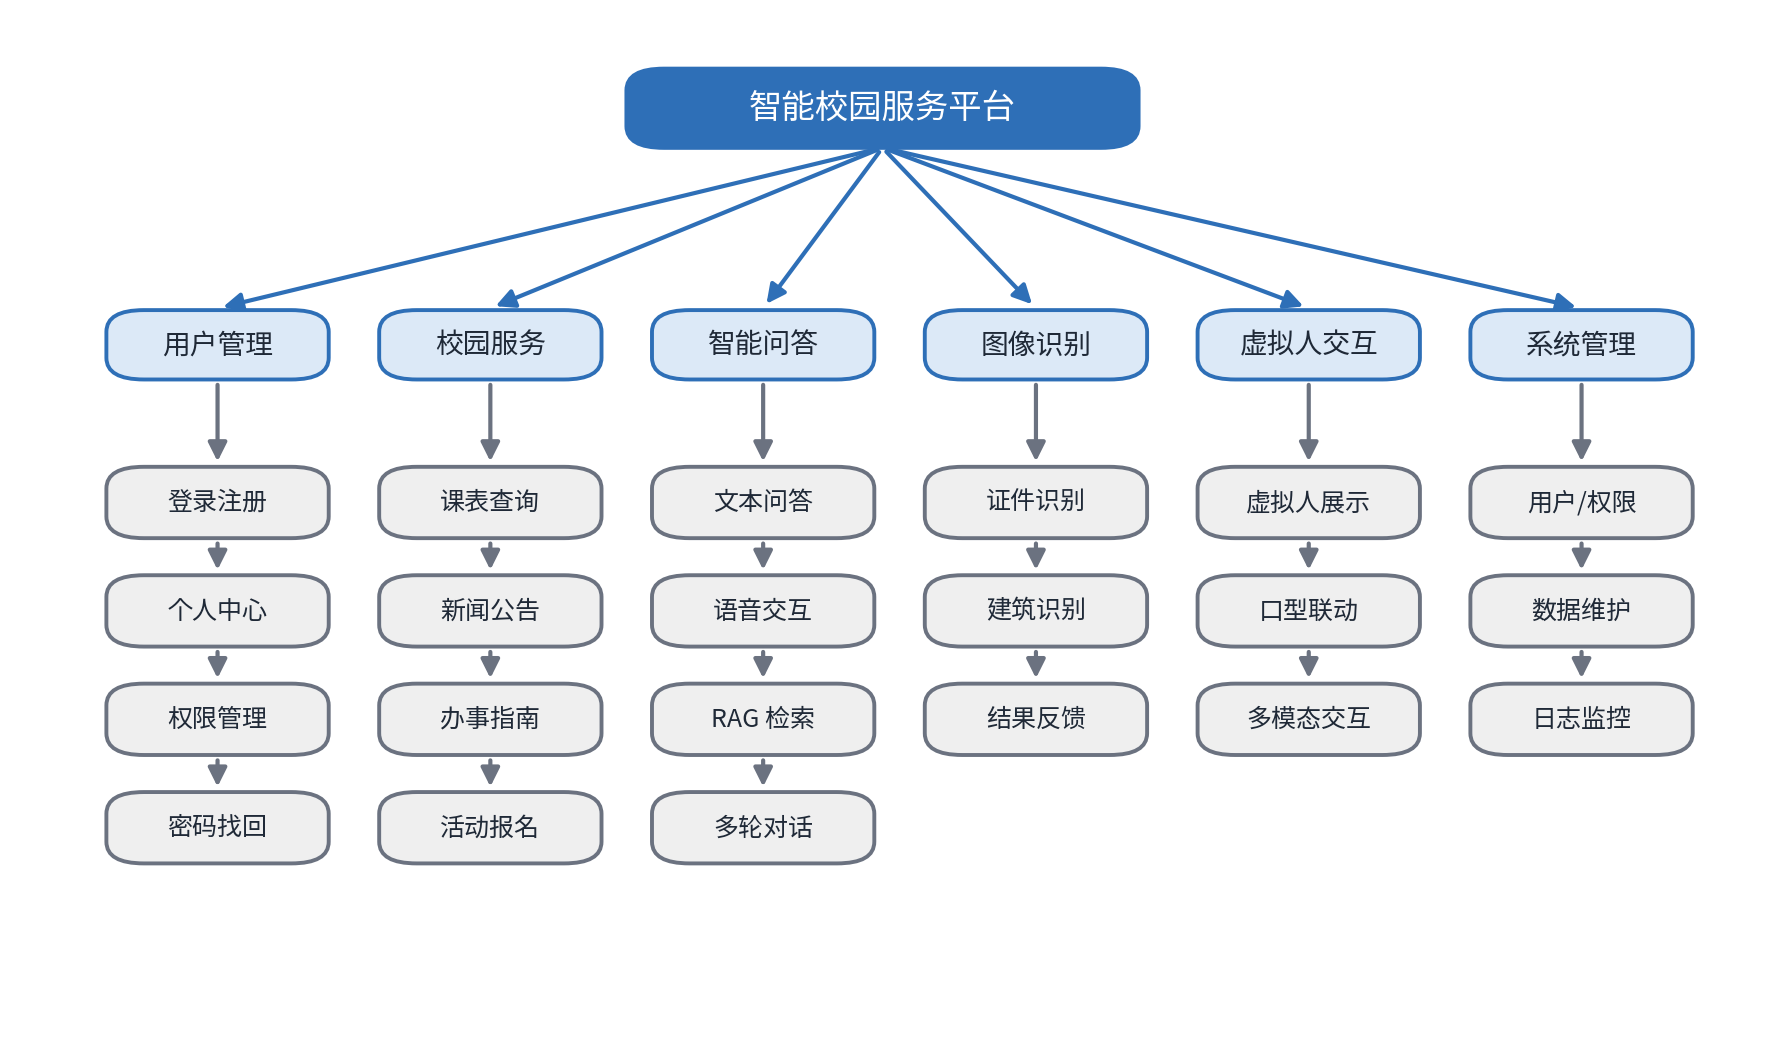 智能校园服务平台
用户管理
校园服务
智能问答
图像识别
虚拟人交互
系统管理
登录注册
课表查询
文本问答
证件识别
虚拟人展示
用户/权限
个人中心
新闻公告
语音交互
建筑识别
口型联动
数据维护
权限管理
办事指南
RAG 检索
结果反馈
多模态交互
日志监控
密码找回
活动报名
多轮对话